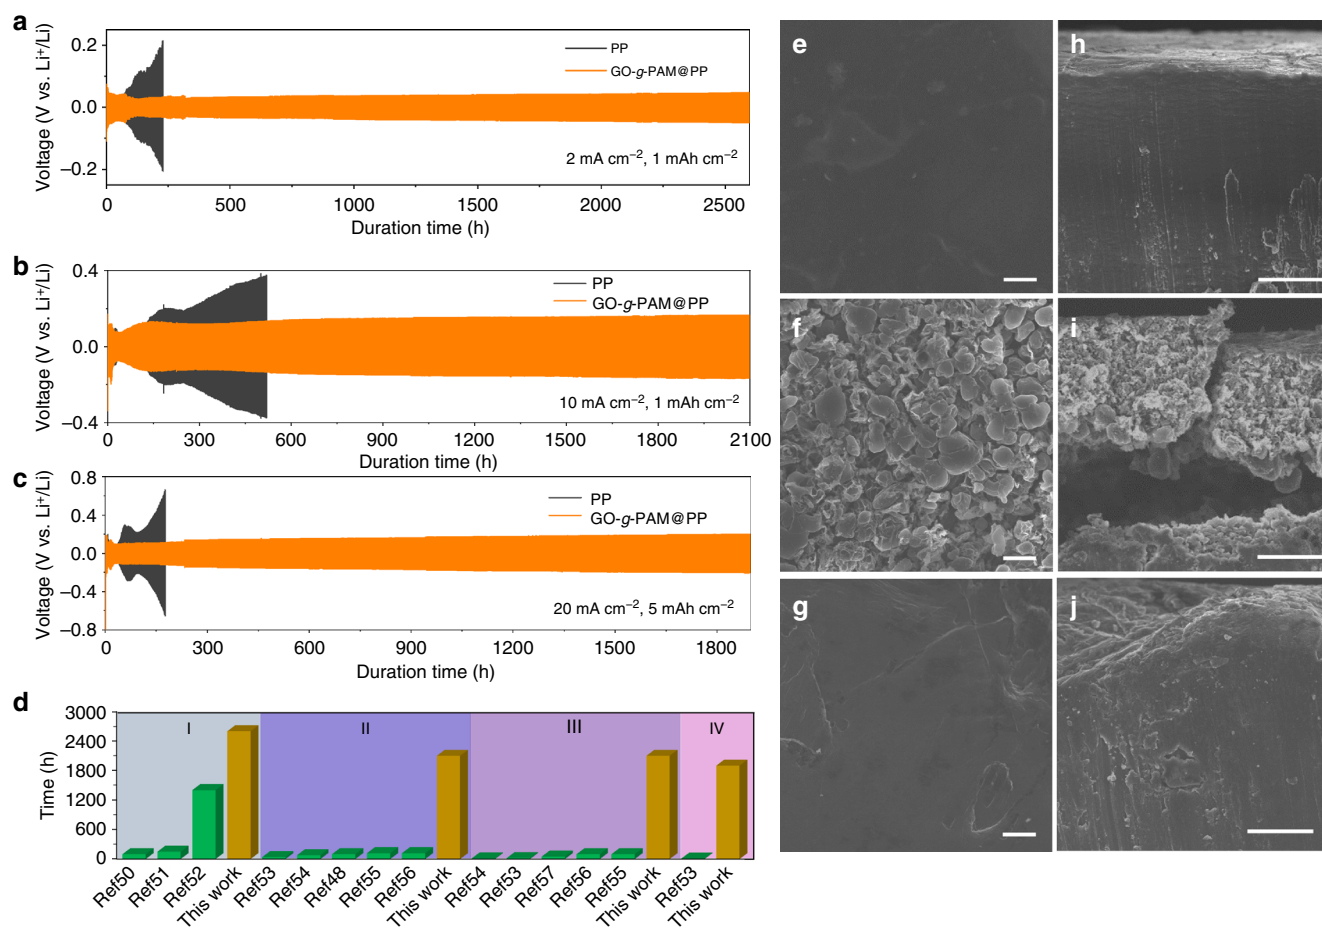 a
Voltage (V vs. Li⁺/Li)
0.2
0.0
−0.2
PP
GO-g-PAM@PP
2 mA cm⁻², 1 mAh cm⁻²
0 500 1000 1500 2000 2500
Duration time (h)
b
Voltage (V vs. Li⁺/Li)
0.4
0.0
−0.4
PP
GO-g-PAM@PP
10 mA cm⁻², 1 mAh cm⁻²
0 300 600 900 1200 1500 1800 2100
Duration time (h)
c
Voltage (V vs. Li⁺/Li)
0.8
0.4
0.0
−0.4
−0.8
PP
GO-g-PAM@PP
20 mA cm⁻², 5 mAh cm⁻²
0 300 600 900 1200 1500 1800
Duration time (h)
d
Time (h)
3000
2400
1800
1200
600
0
I II III IV
Ref50 Ref51 Ref52 This work Ref53 Ref54 Ref48 Ref55 Ref56 This work Ref54 Ref53 Ref57 Ref56 Ref55 This work Ref53 This work
e
h
f
i
g
j